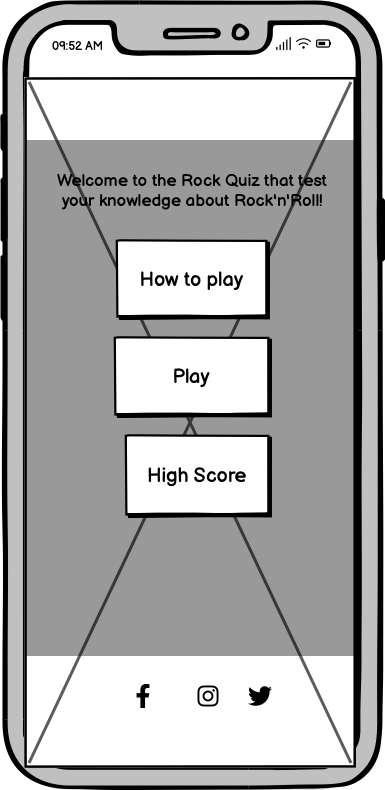 09:52 AM
Welcome to the Rock Quiz that test
your knowledge about Rock'n'Roll!
How to play
Play
High Score